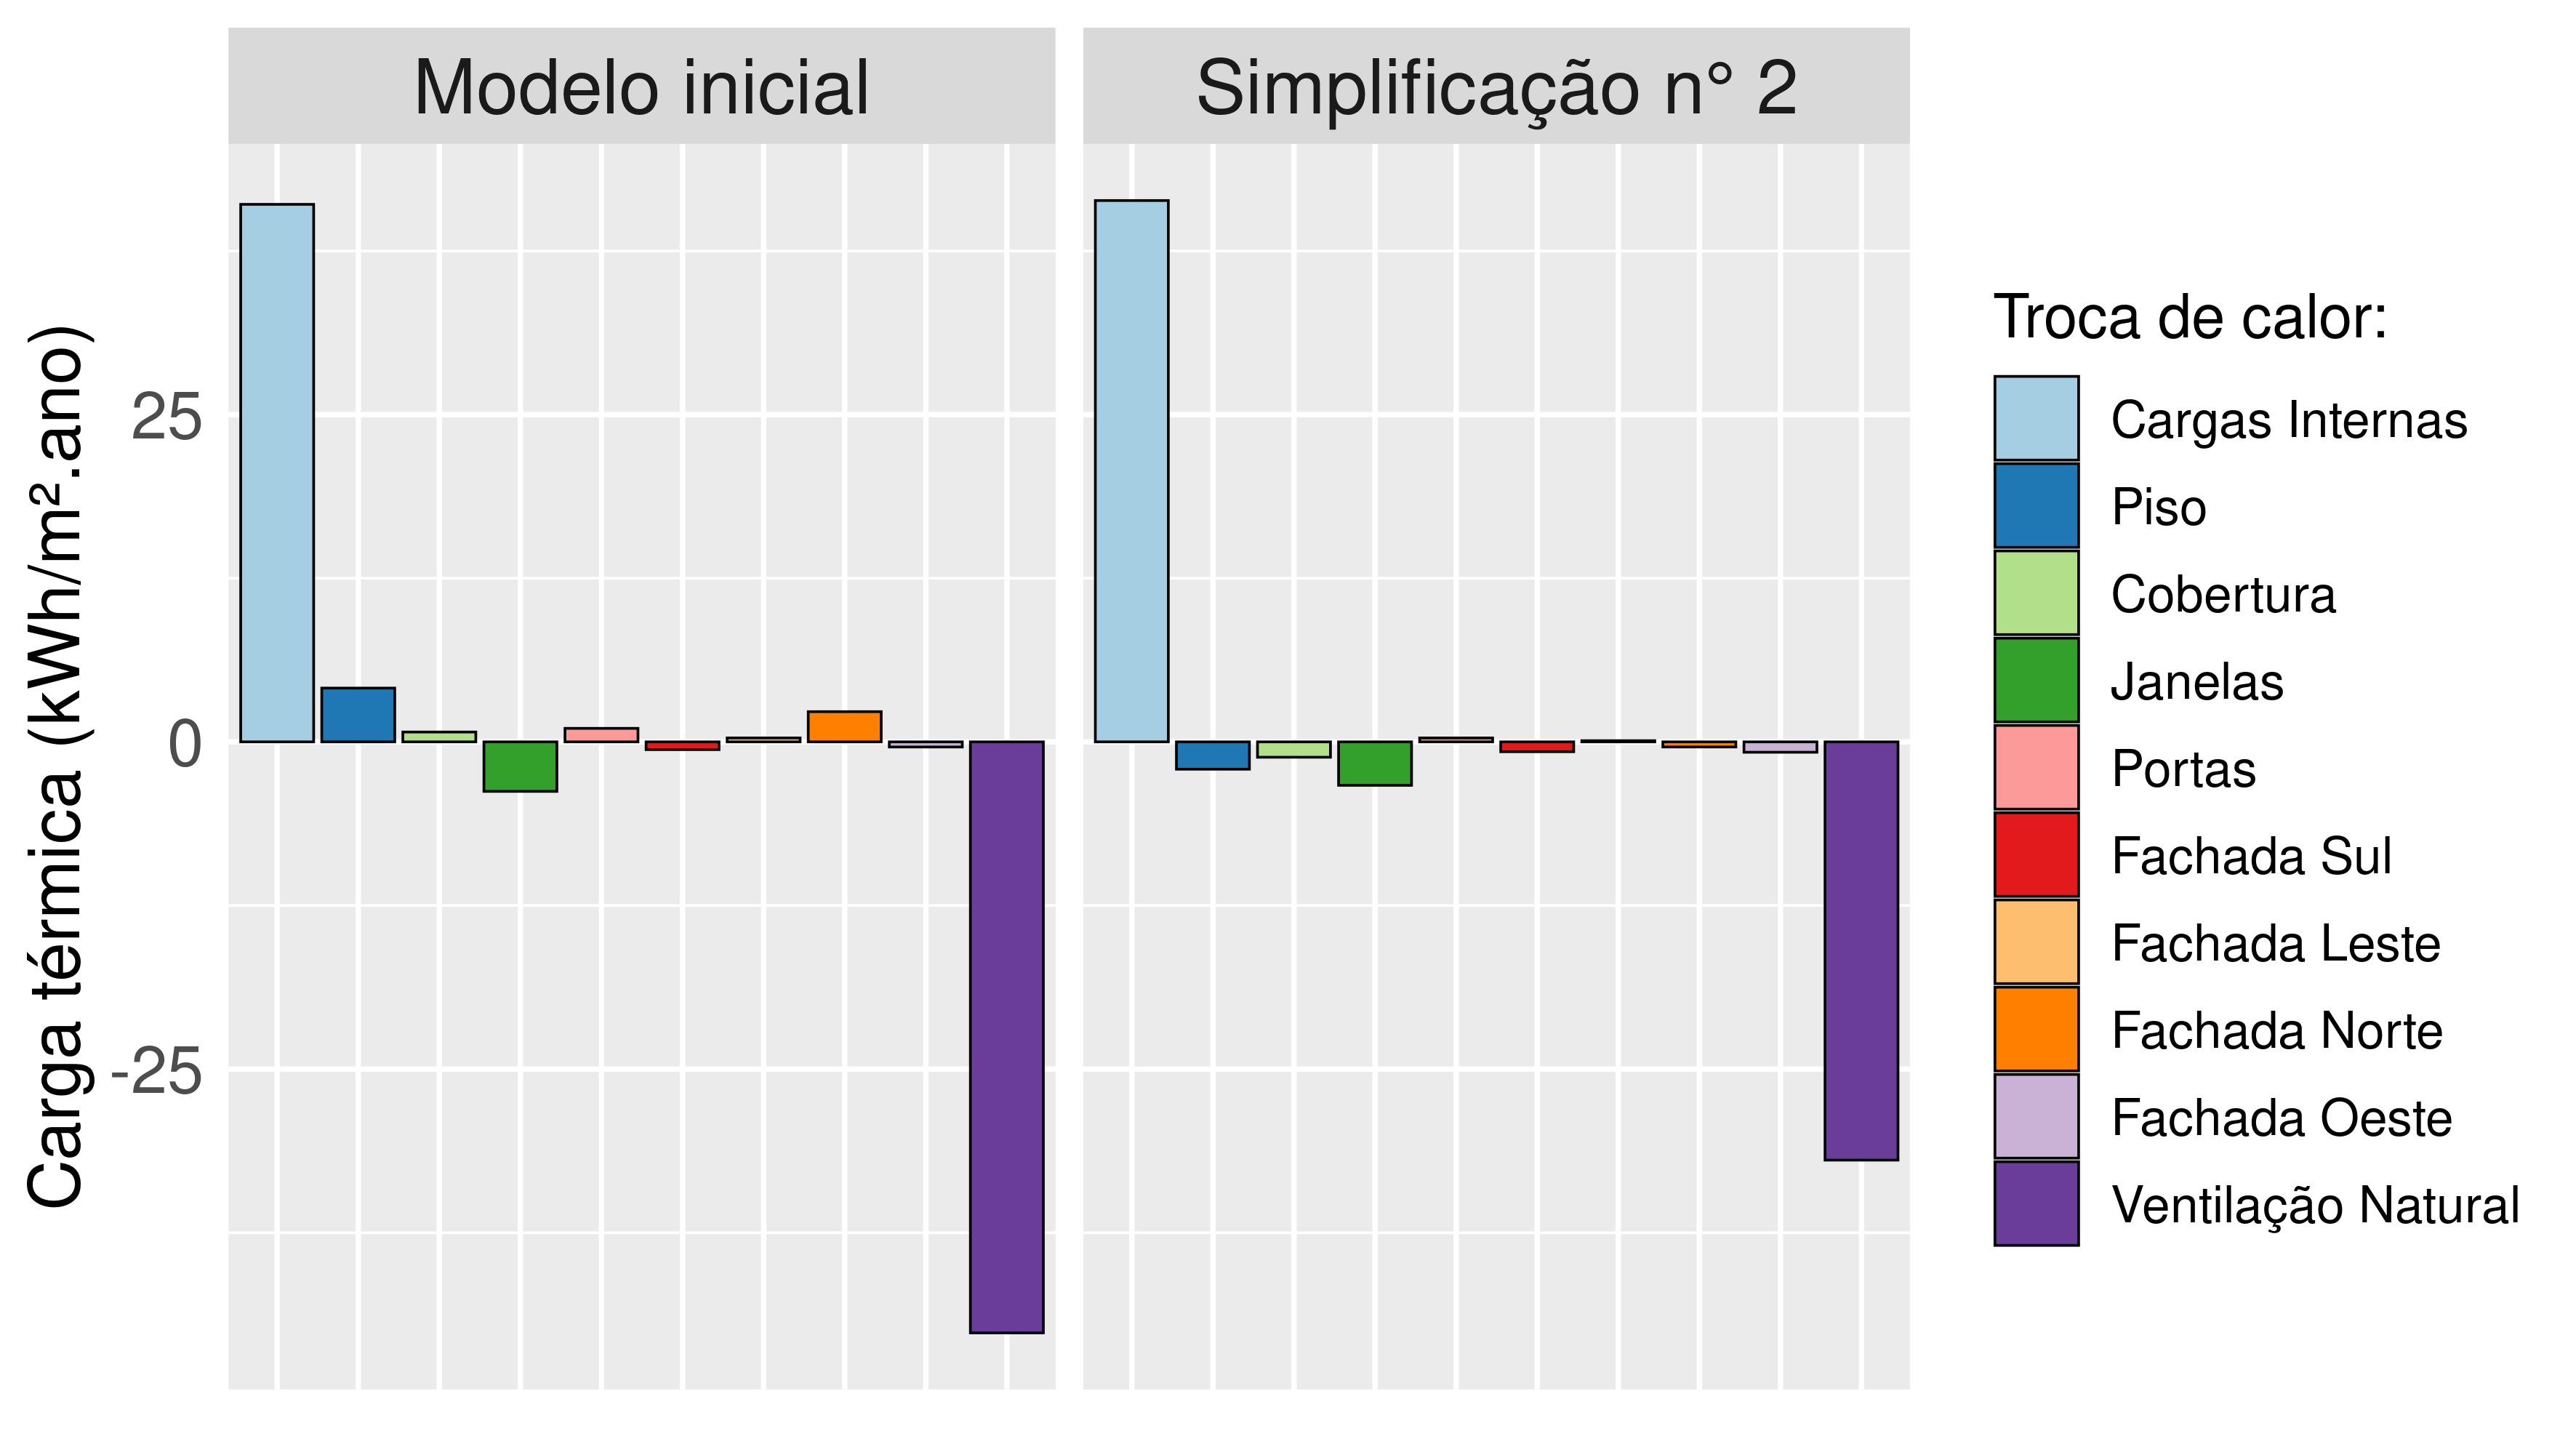 Modelo inicial
Simplificação n° 2
Carga térmica (kWh/m².ano)
25
0
-25
Troca de calor:
Cargas Internas
Piso
Cobertura
Janelas
Portas
Fachada Sul
Fachada Leste
Fachada Norte
Fachada Oeste
Ventilação Natural